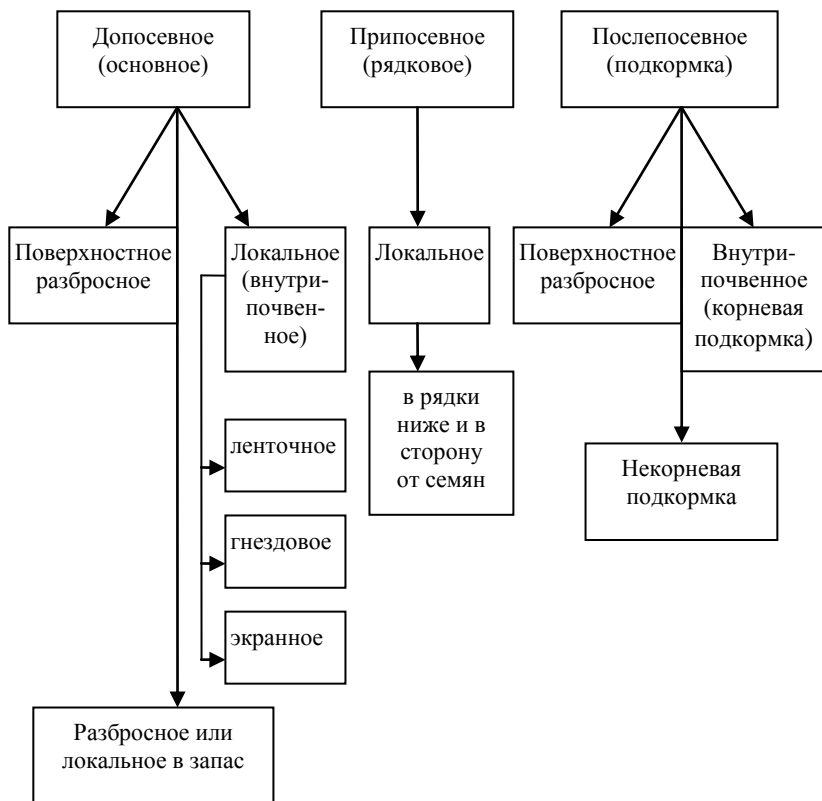 Допосевное
(основное)
Припосевное
(рядковое)
Послепосевное
(подкормка)
Поверхностное
разбросное
Локальное
(внутри-
почвен-
ное)
Локальное
Поверхностное
разбросное
Внутри-
почвенное
(корневая
подкормка)
ленточное
гнездовое
экранное
в рядки
ниже и в
сторону
от семян
Некорневая
подкормка
Разбросное или
локальное в запас